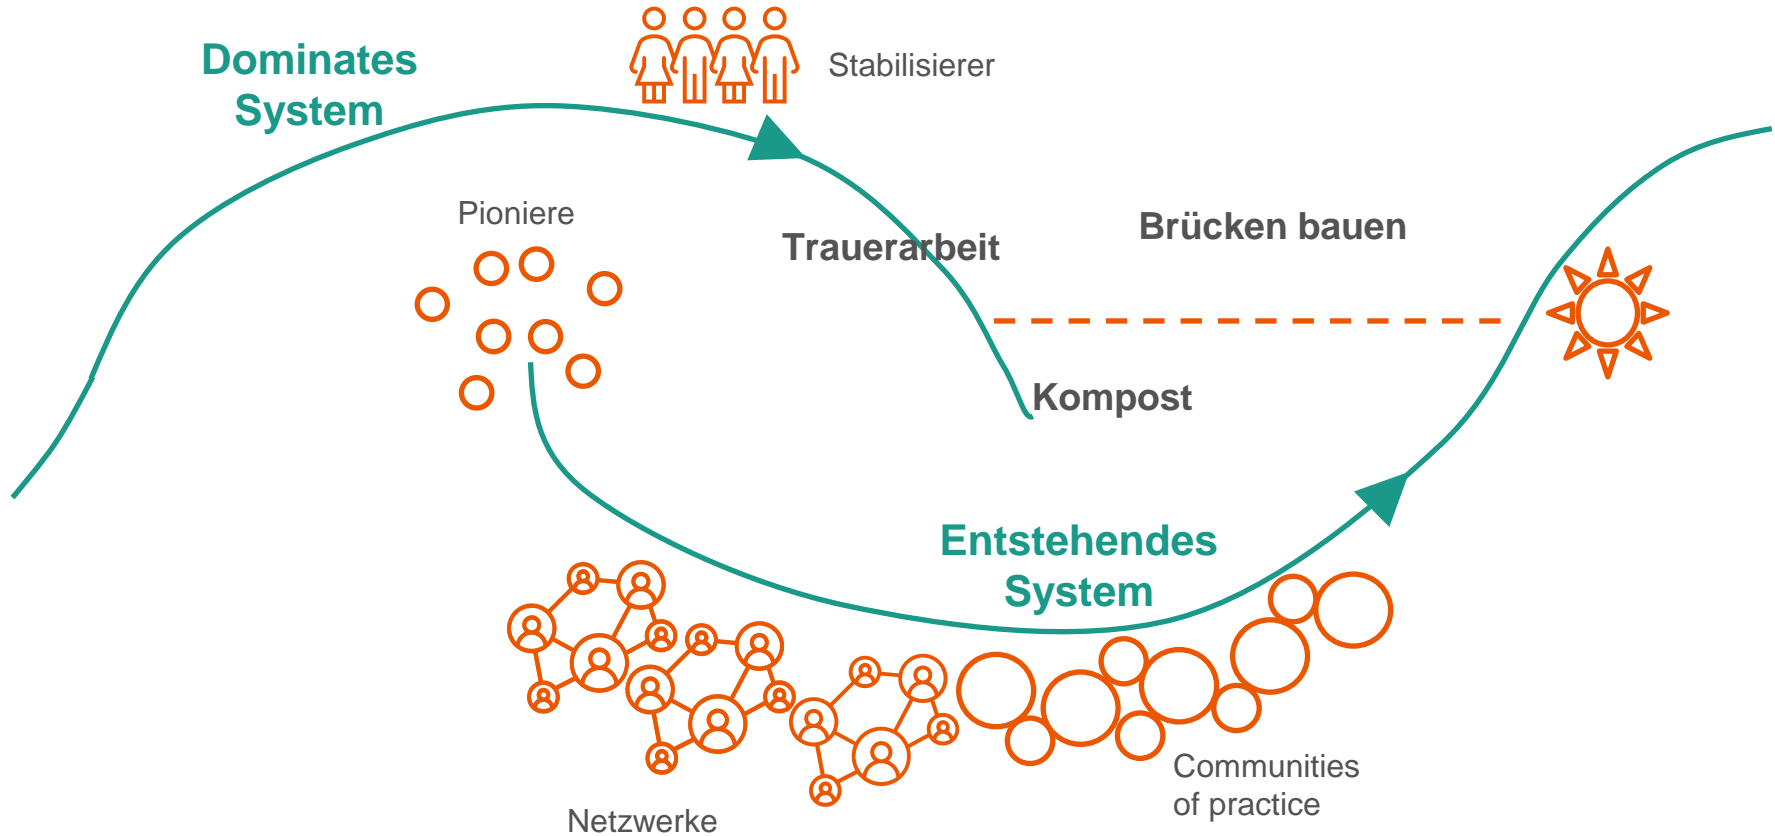 Dominates
System
Stabilisierer
Pioniere
Trauerarbeit
Brücken bauen
Kompost
Entstehendes
System
Communities
of practice
Netzwerke